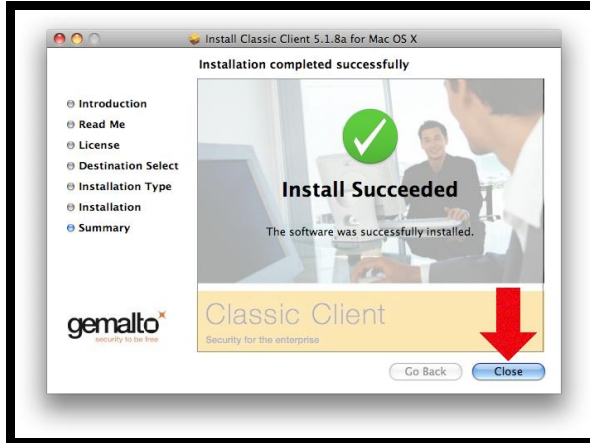 Install Classic Client 5.1.8a for Mac OS X
Installation completed successfully
Introduction
Read Me
License
Destination Select
Installation Type
Installation
Summary
Install Succeeded
The software was successfully installed.
gemalto
security to be free
Classic Client
Security for the enterprise
Go Back
Close